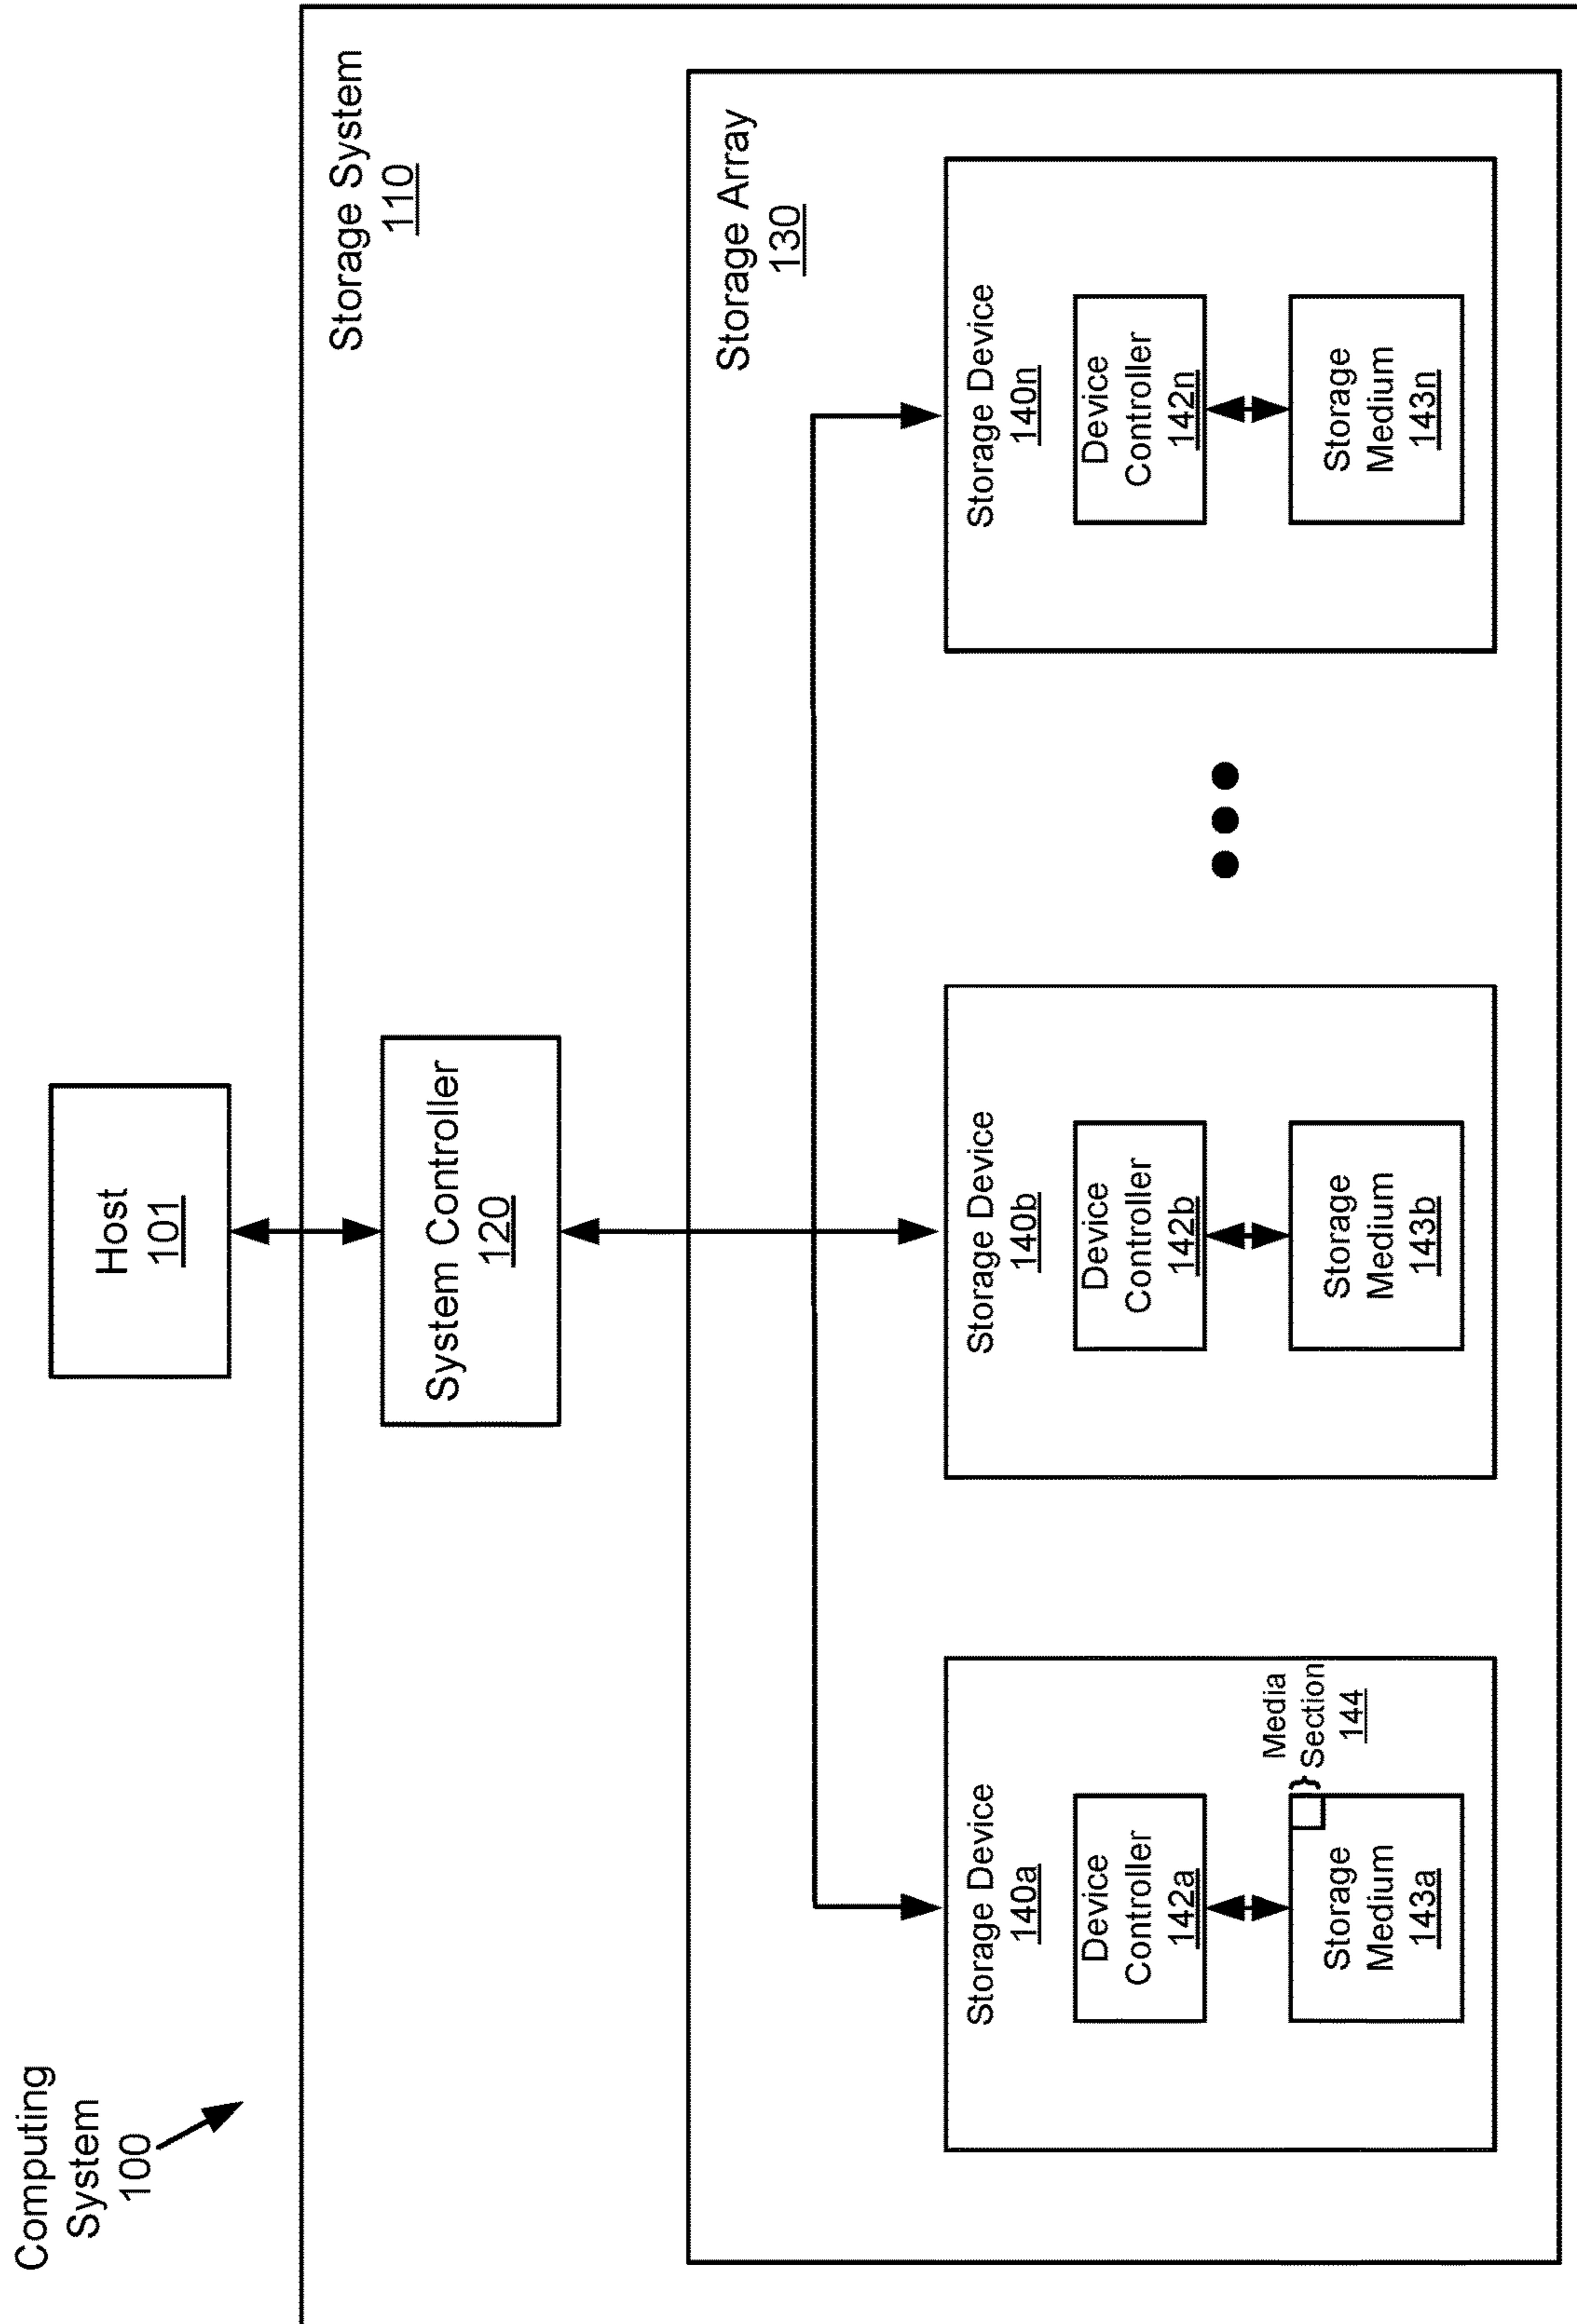 Computing
System
100
Host
101
Storage System
110
System Controller
120
Storage Array
130
Storage Device
140a
Device
Controller
142a
Media
Section
144
Storage
Medium
143a
Storage Device
140b
Device
Controller
142b
Storage
Medium
143b
Storage Device
140n
Device
Controller
142n
Storage
Medium
143n